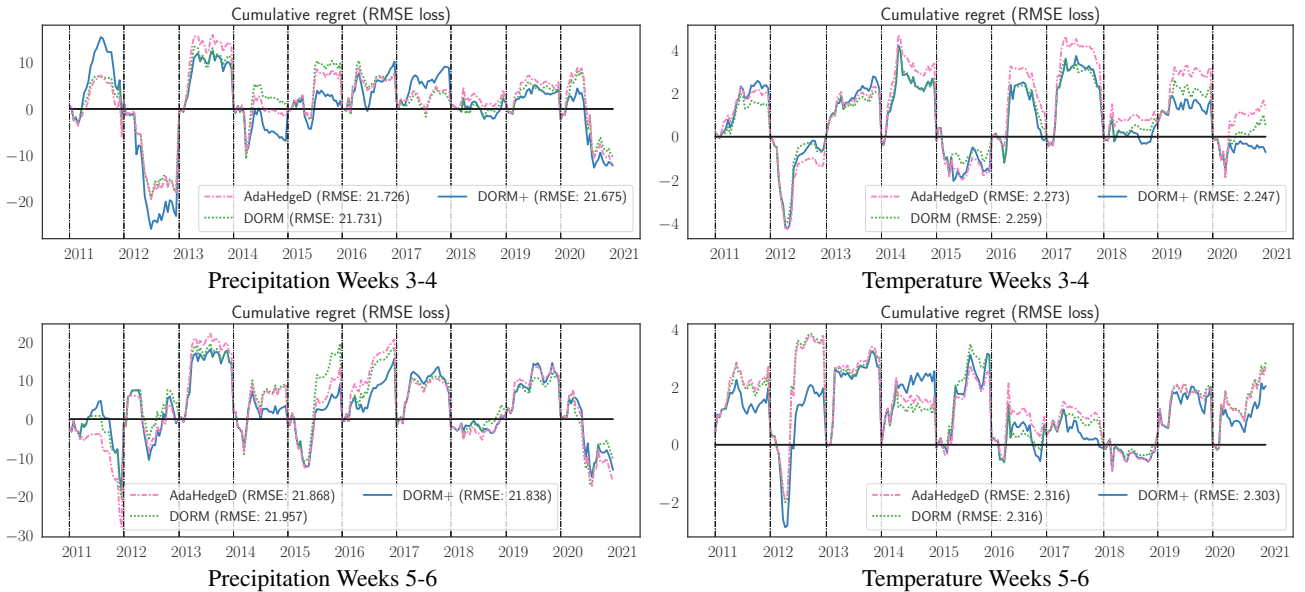 Cumulative regret (RMSE loss)
10
0
−10
−20
AdaHedgeD (RMSE: 21.726)
DORM (RMSE: 21.731)
DORM+ (RMSE: 21.675)
2011 2012 2013 2014 2015 2016 2017 2018 2019 2020 2021
Precipitation Weeks 3-4
Cumulative regret (RMSE loss)
4
2
0
−2
−4
AdaHedgeD (RMSE: 2.273)
DORM (RMSE: 2.259)
DORM+ (RMSE: 2.247)
2011 2012 2013 2014 2015 2016 2017 2018 2019 2020 2021
Temperature Weeks 3-4
Cumulative regret (RMSE loss)
20
10
0
−10
−20
−30
AdaHedgeD (RMSE: 21.868)
DORM (RMSE: 21.957)
DORM+ (RMSE: 21.838)
2011 2012 2013 2014 2015 2016 2017 2018 2019 2020 2021
Precipitation Weeks 5-6
Cumulative regret (RMSE loss)
4
2
0
−2
AdaHedgeD (RMSE: 2.316)
DORM (RMSE: 2.316)
DORM+ (RMSE: 2.303)
2011 2012 2013 2014 2015 2016 2017 2018 2019 2020 2021
Temperature Weeks 5-6